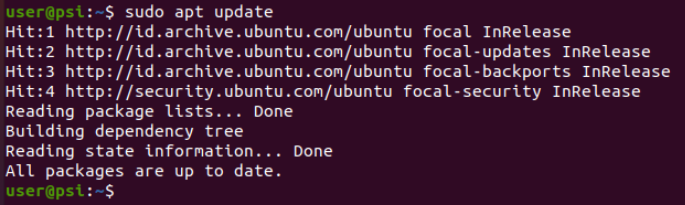 user@psi:~$ sudo apt update
Hit:1 http://id.archive.ubuntu.com/ubuntu focal InRelease
Hit:2 http://id.archive.ubuntu.com/ubuntu focal-updates InRelease
Hit:3 http://id.archive.ubuntu.com/ubuntu focal-backports InRelease
Hit:4 http://security.ubuntu.com/ubuntu focal-security InRelease
Reading package lists... Done
Building dependency tree
Reading state information... Done
All packages are up to date.
user@psi:~$